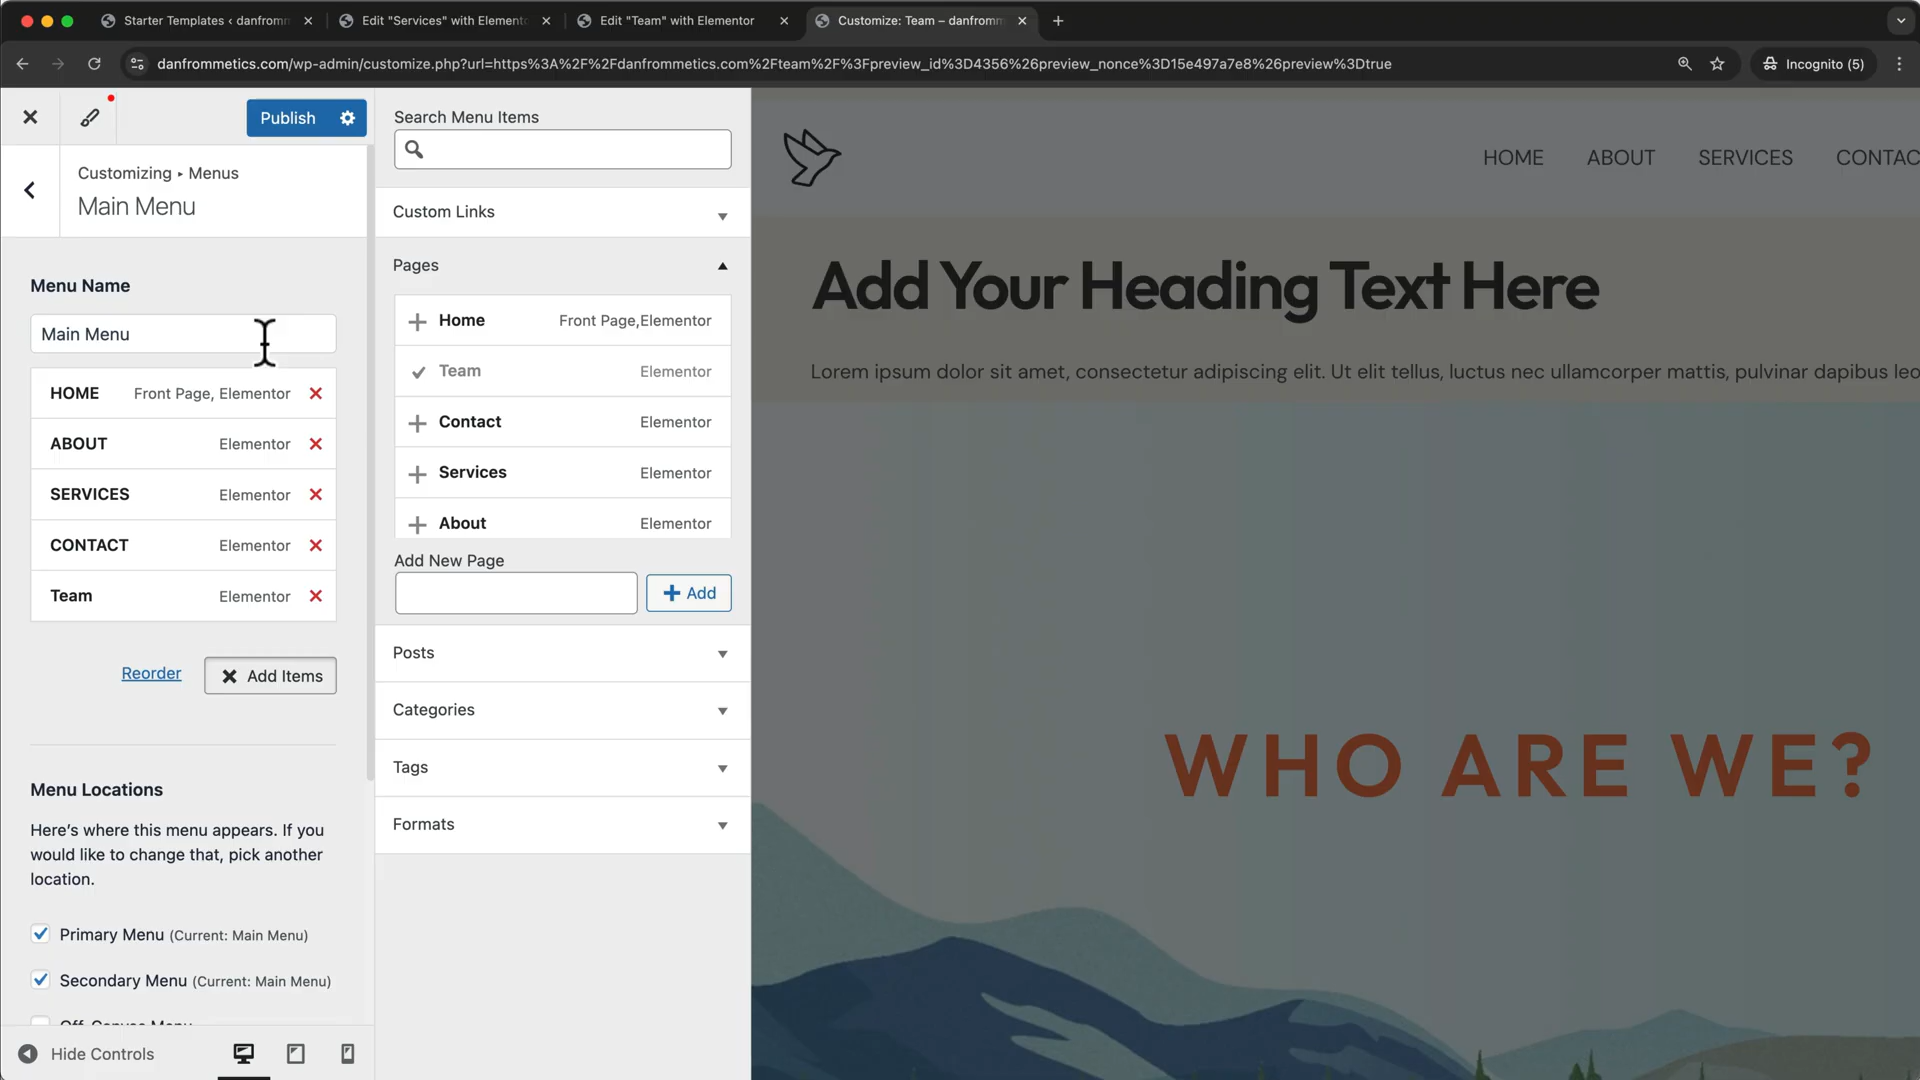 Starter Templates ‹ danfromm
Edit "Services" with Elemento
Edit "Team" with Elementor
Customize: Team – danfromm
danfrommetics.com/wp-admin/customize.php?url=https%3A%2F%2Fdanfrommetics.com%2Fteam%2F%3Fpreview_id%3D4356%26preview_nonce%3D15e497a7e8%26preview%3Dtrue
Incognito (5)
Publish
Customizing ▸ Menus
Main Menu
Menu Name
Main Menu
HOME Front Page, Elementor
ABOUT Elementor
SERVICES Elementor
CONTACT Elementor
Team Elementor
Reorder
Add Items
Menu Locations
Here's where this menu appears. If you
would like to change that, pick another
location.
Primary Menu (Current: Main Menu)
Secondary Menu (Current: Main Menu)
Off-Canvas Menu
Hide Controls
Search Menu Items
Custom Links
Pages
Home Front Page,Elementor
Team Elementor
Contact Elementor
Services Elementor
About Elementor
Add New Page
Add
Posts
Categories
Tags
Formats
HOME ABOUT SERVICES CONTAC
Add Your Heading Text Here
Lorem ipsum dolor sit amet, consectetur adipiscing elit. Ut elit tellus, luctus nec ullamcorper mattis, pulvinar dapibus leo
WHO ARE WE?